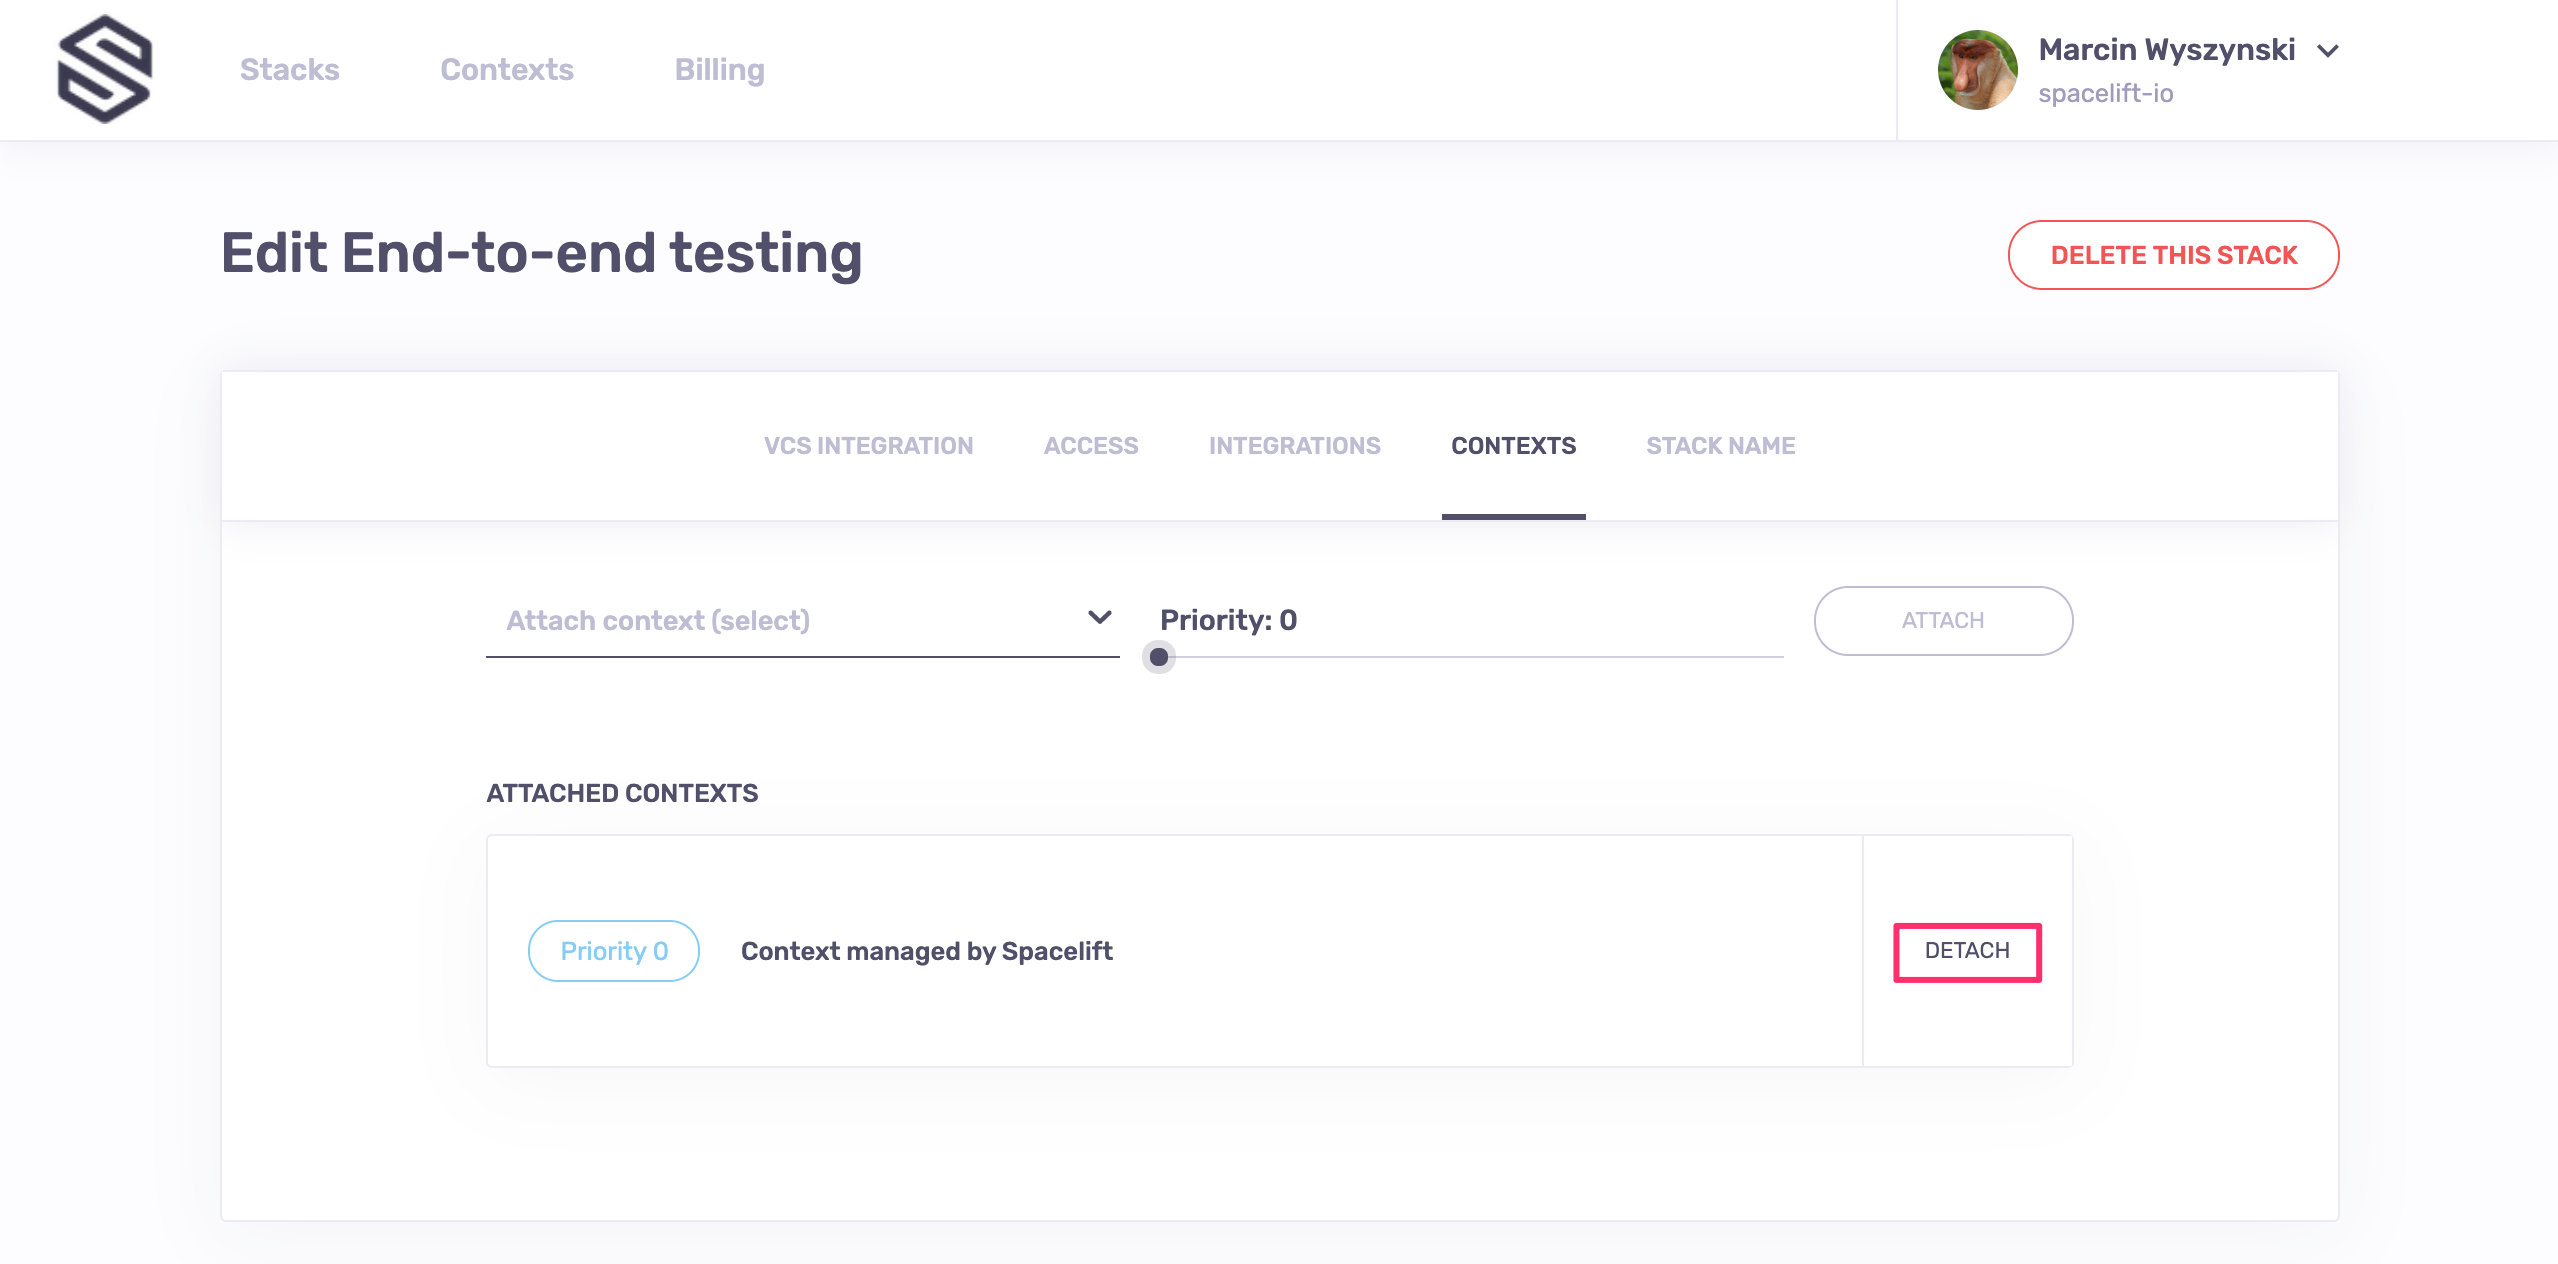 Stacks
Contexts
Billing
Marcin Wyszynski
spacelift-io
Edit End-to-end testing
DELETE THIS STACK
VCS INTEGRATION
ACCESS
INTEGRATIONS
CONTEXTS
STACK NAME
Attach context (select)
Priority: 0
ATTACH
ATTACHED CONTEXTS
Priority 0
Context managed by Spacelift
DETACH